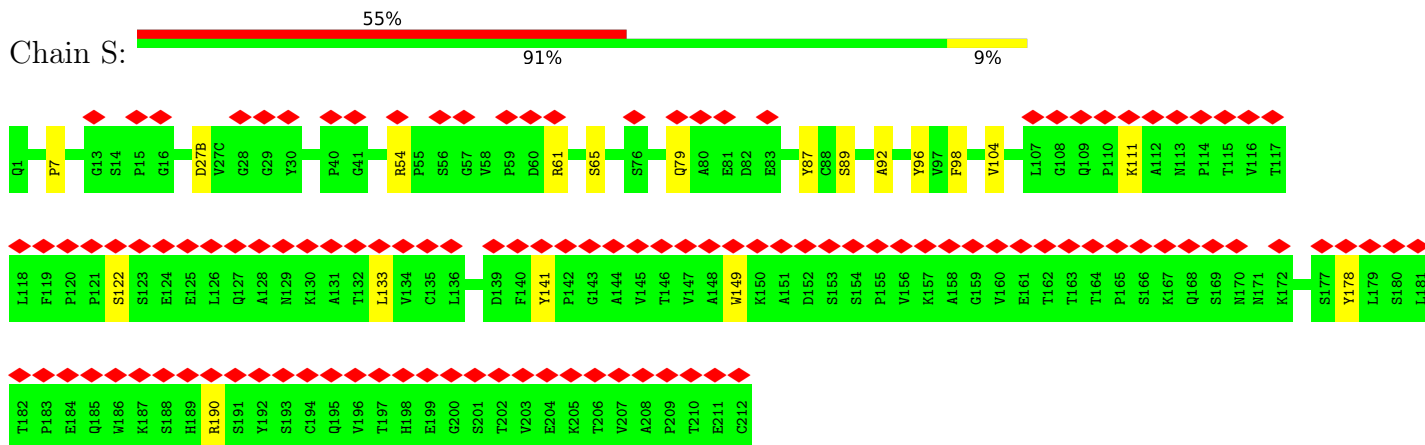 55%
Chain S:
91% 9%
Q1 P7 G13 S14 P15 G16 D27B V27C G28 G29 Y30 P40 G41 R54 P55 S56 G57 V58 P59 D60 R61 S65 S76 Q79 A80 E81 D82 E83 Y87 C88 S89 A92 Y96 V97 F98 V104 L107 G108 Q109 P110 K111 A112 N113 P114 T115 V116 T117
L118 F119 P120 P121 S122 S123 E124 E125 L126 Q127 A128 N129 K130 A131 T132 L133 V134 C135 L136 D139 F140 Y141 P142 G143 A144 V145 T146 V147 A148 W149 K150 A151 D152 S153 S154 P155 V156 K157 A158 G159 V160 E161 T162 T163 T164 P165 S166 K167 Q168 S169 N170 N171 K172 S177 Y178 L179 S180 L181
T182 P183 E184 Q185 W186 K187 S188 H189 R190 S191 Y192 S193 C194 Q195 V196 T197 H198 E199 G200 S201 T202 V203 E204 K205 T206 V207 A208 P209 T210 E211 C212